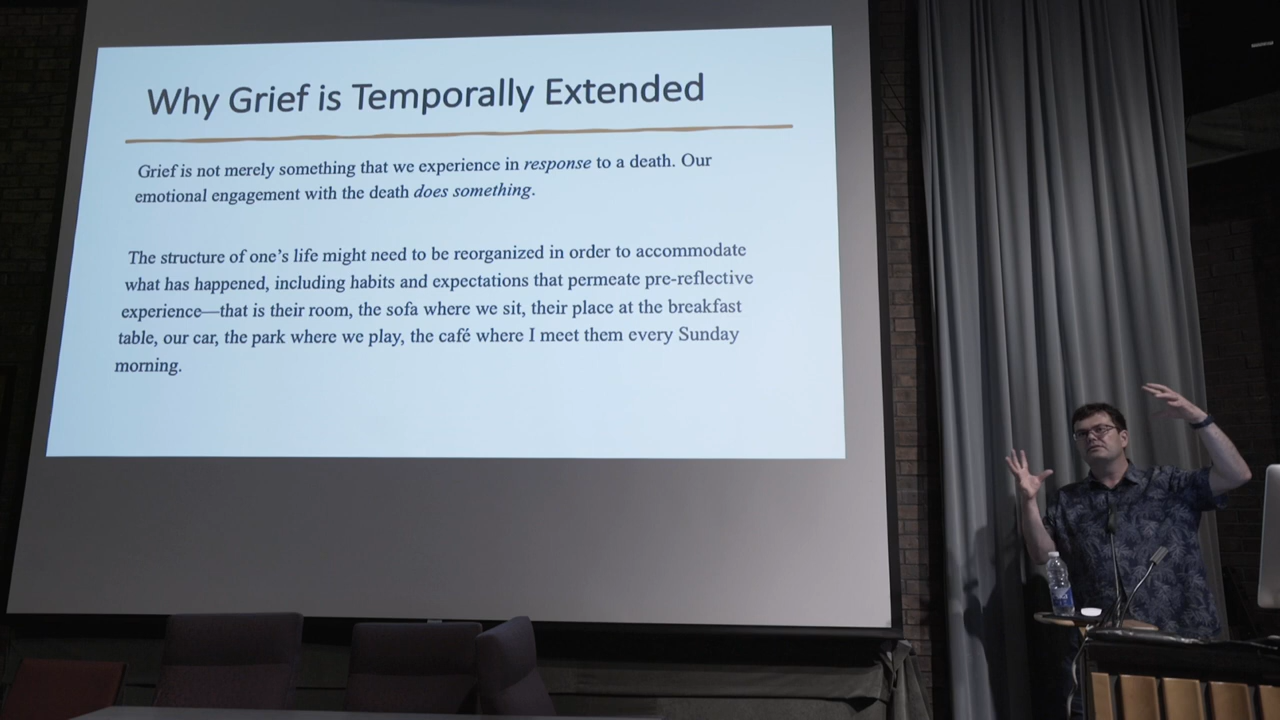 Why Grief is Temporally Extended
Grief is not merely something that we experience in response to a death. Our
emotional engagement with the death does something.
The structure of one's life might need to be reorganized in order to accommodate
what has happened, including habits and expectations that permeate pre-reflective
experience—that is their room, the sofa where we sit, their place at the breakfast
table, our car, the park where we play, the café where I meet them every Sunday
morning.